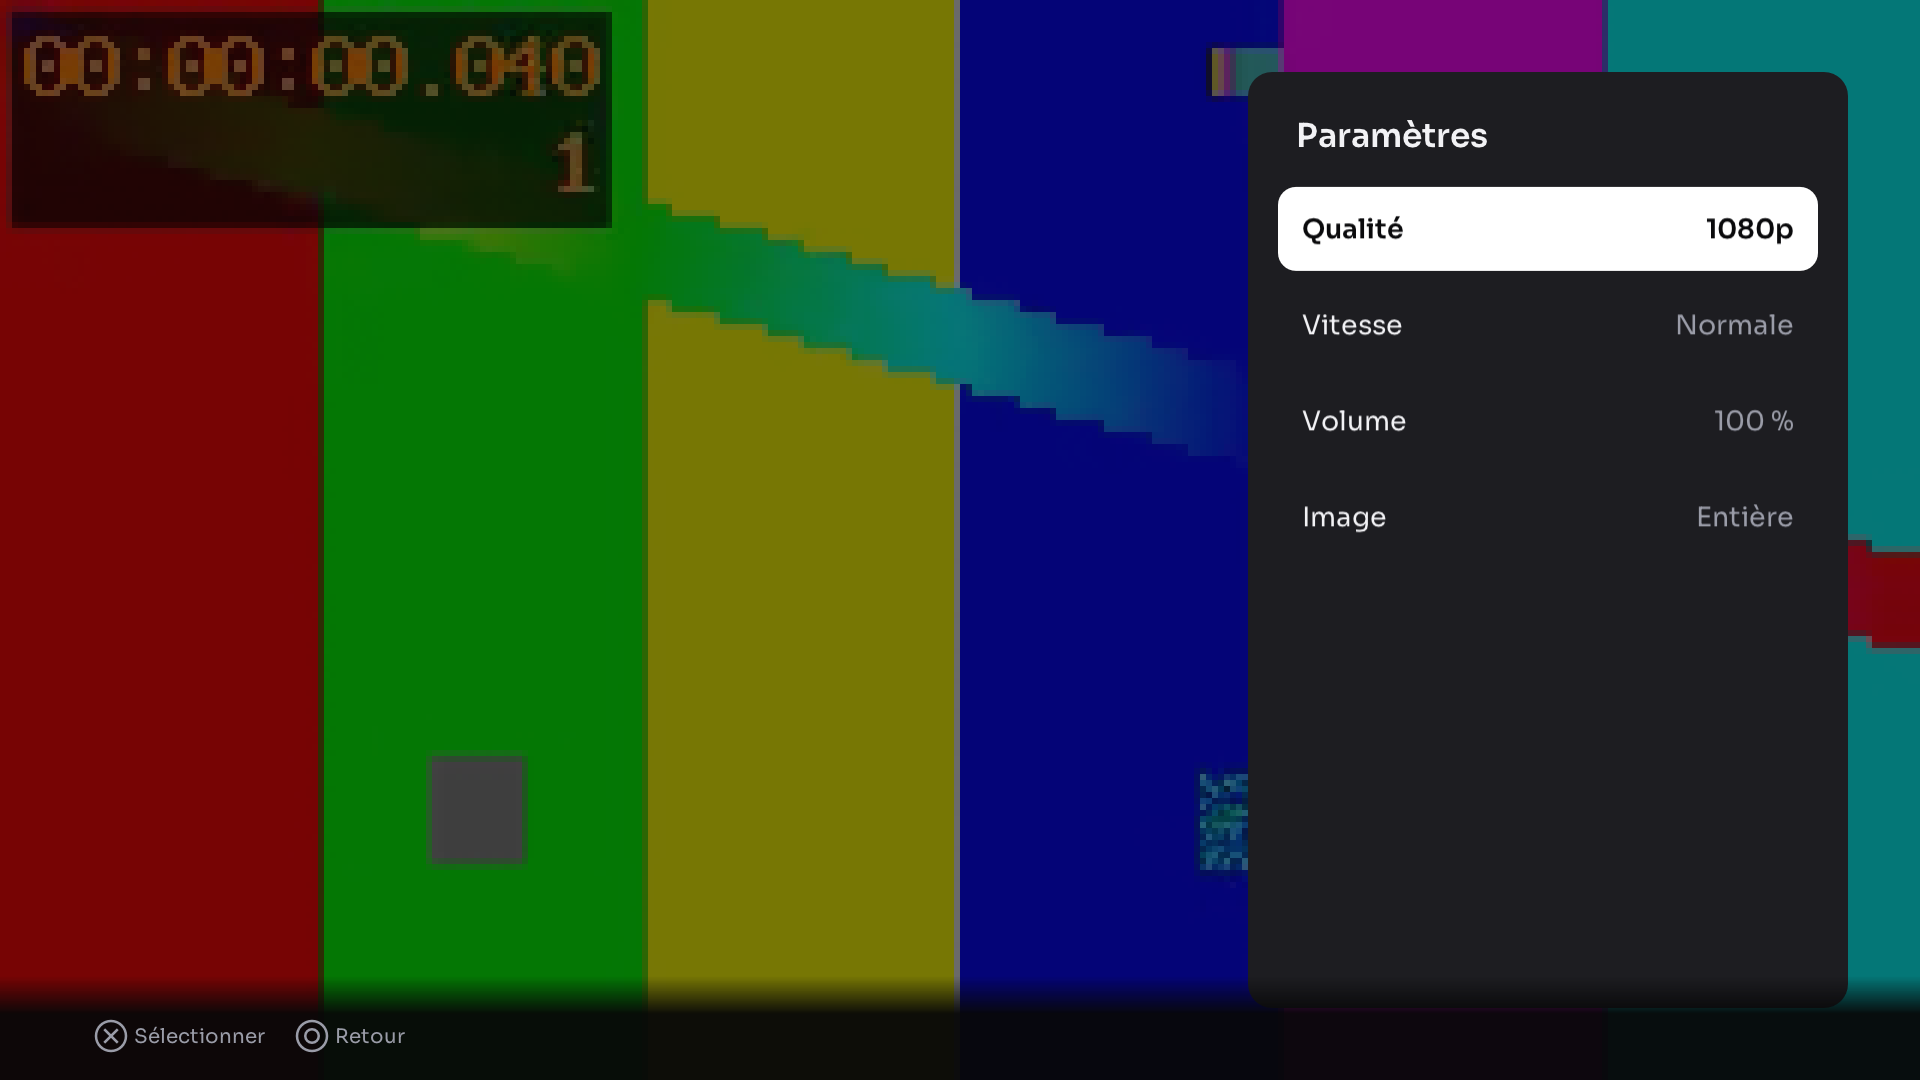 00:00:00.040
1
Paramètres
Qualité 1080p
Vitesse Normale
Volume 100 %
Image Entière
Sélectionner Retour